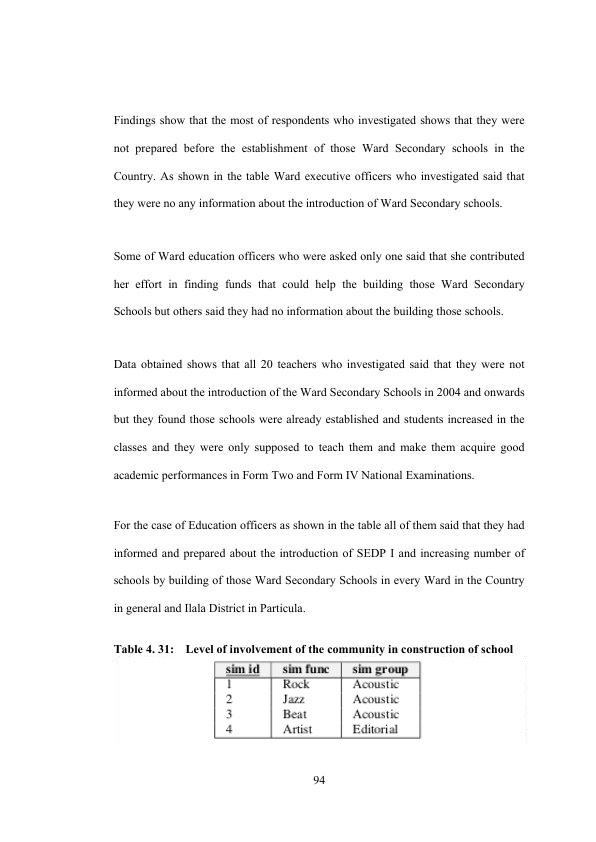 Findings show that the most of respondents who investigated shows that they were
not prepared before the establishment of those Ward Secondary schools in the
Country. As shown in the table Ward executive officers who investigated said that
they were no any information about the introduction of Ward Secondary schools.
Some of Ward education officers who were asked only one said that she contributed
her effort in finding funds that could help the building those Ward Secondary
Schools but others said they had no information about the building those schools.
Data obtained shows that all 20 teachers who investigated said that they were not
informed about the introduction of the Ward Secondary Schools in 2004 and onwards
but they found those schools were already established and students increased in the
classes and they were only supposed to teach them and make them acquire good
academic performances in Form Two and Form IV National Examinations.
For the case of Education officers as shown in the table all of them said that they had
informed and prepared about the introduction of SEDP I and increasing number of
schools by building of those Ward Secondary Schools in every Ward in the Country
in general and Ilala District in Particula.
Table 4. 31: Level of involvement of the community in construction of school
sim id sim func sim group
1 Rock Acoustic
2 Jazz Acoustic
3 Beat Acoustic
4 Artist Editorial
94